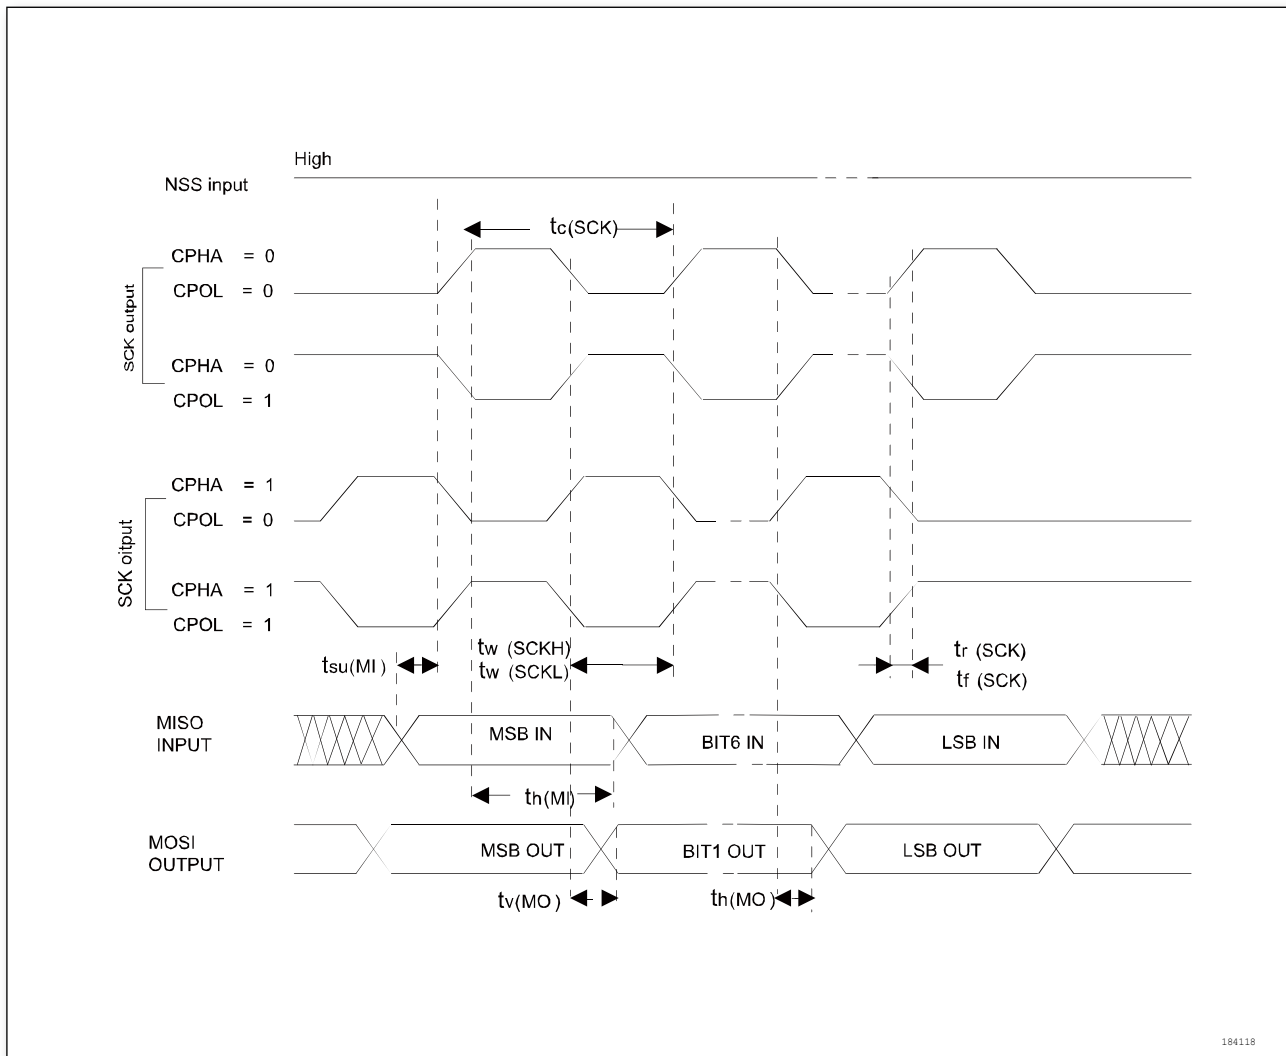 High
NSS input
tc(SCK)
CPHA = 0
CPOL = 0
SCK output
CPHA = 0
CPOL = 1
CPHA = 1
CPOL = 0
SCK oitput
CPHA = 1
CPOL = 1
tsu(MI )
tw (SCKH)
tw (SCKL)
tr (SCK)
tf (SCK)
MISO
INPUT
MSB IN
BIT6 IN
LSB IN
th(MI)
MOSI
OUTPUT
MSB OUT
BIT1 OUT
LSB OUT
tv(MO )
th(MO )
184118